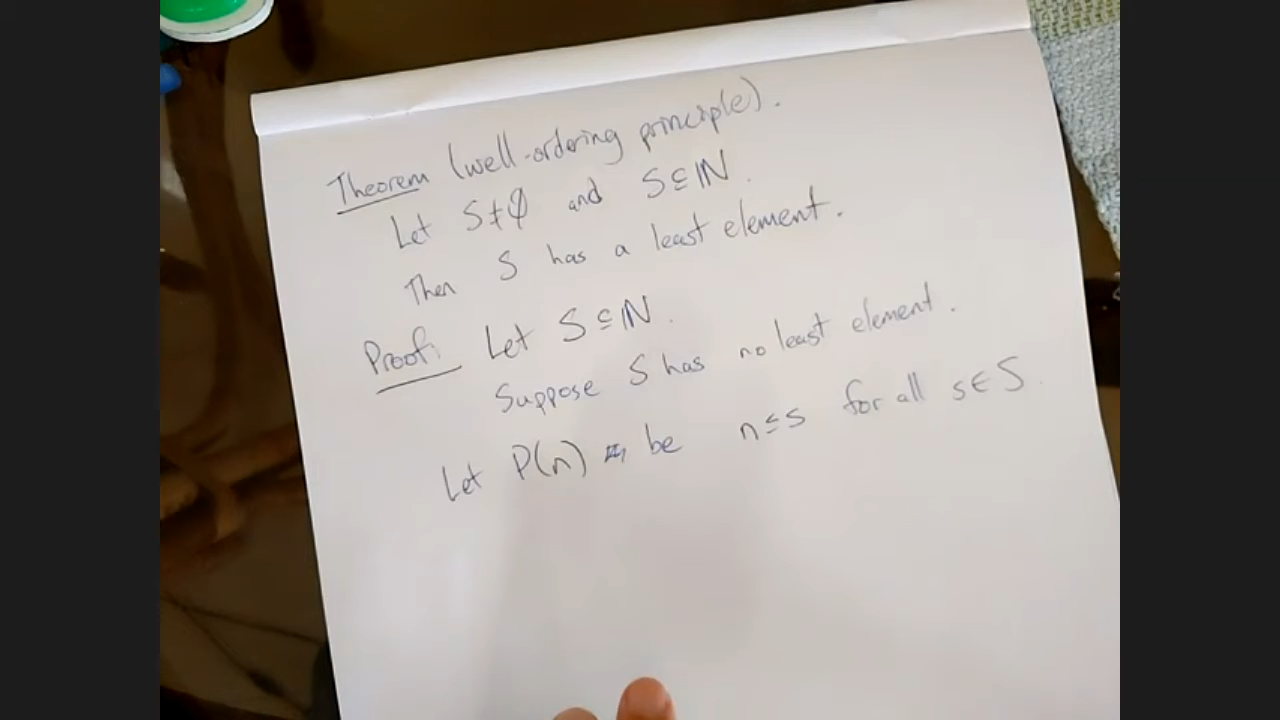 Theorem (well-ordering principle).
Let S≠∅ and S⊆ℕ.
Then S has a least element.
Proof: Let S⊆ℕ.
Suppose S has no least element.
Let P(n) be n≤s for all s∈S.